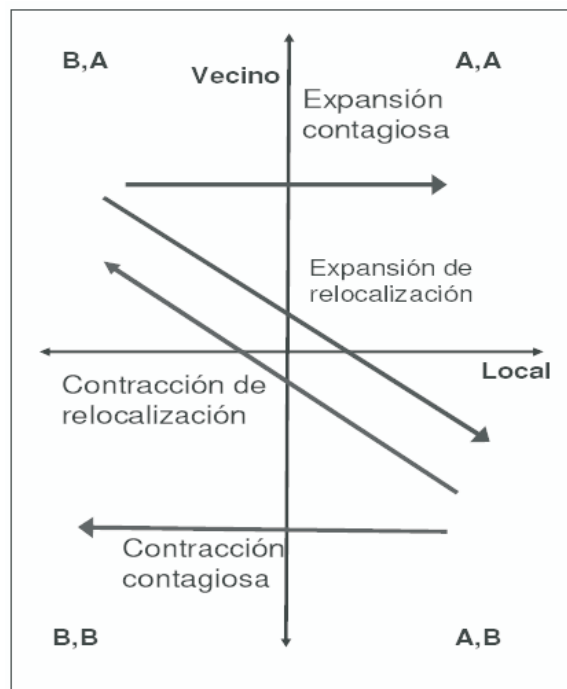 B,A
A,A
Vecino
Expansión
contagiosa
Expansión de
relocalización
Local
Contracción de
relocalización
Contracción
contagiosa
B,B
A,B